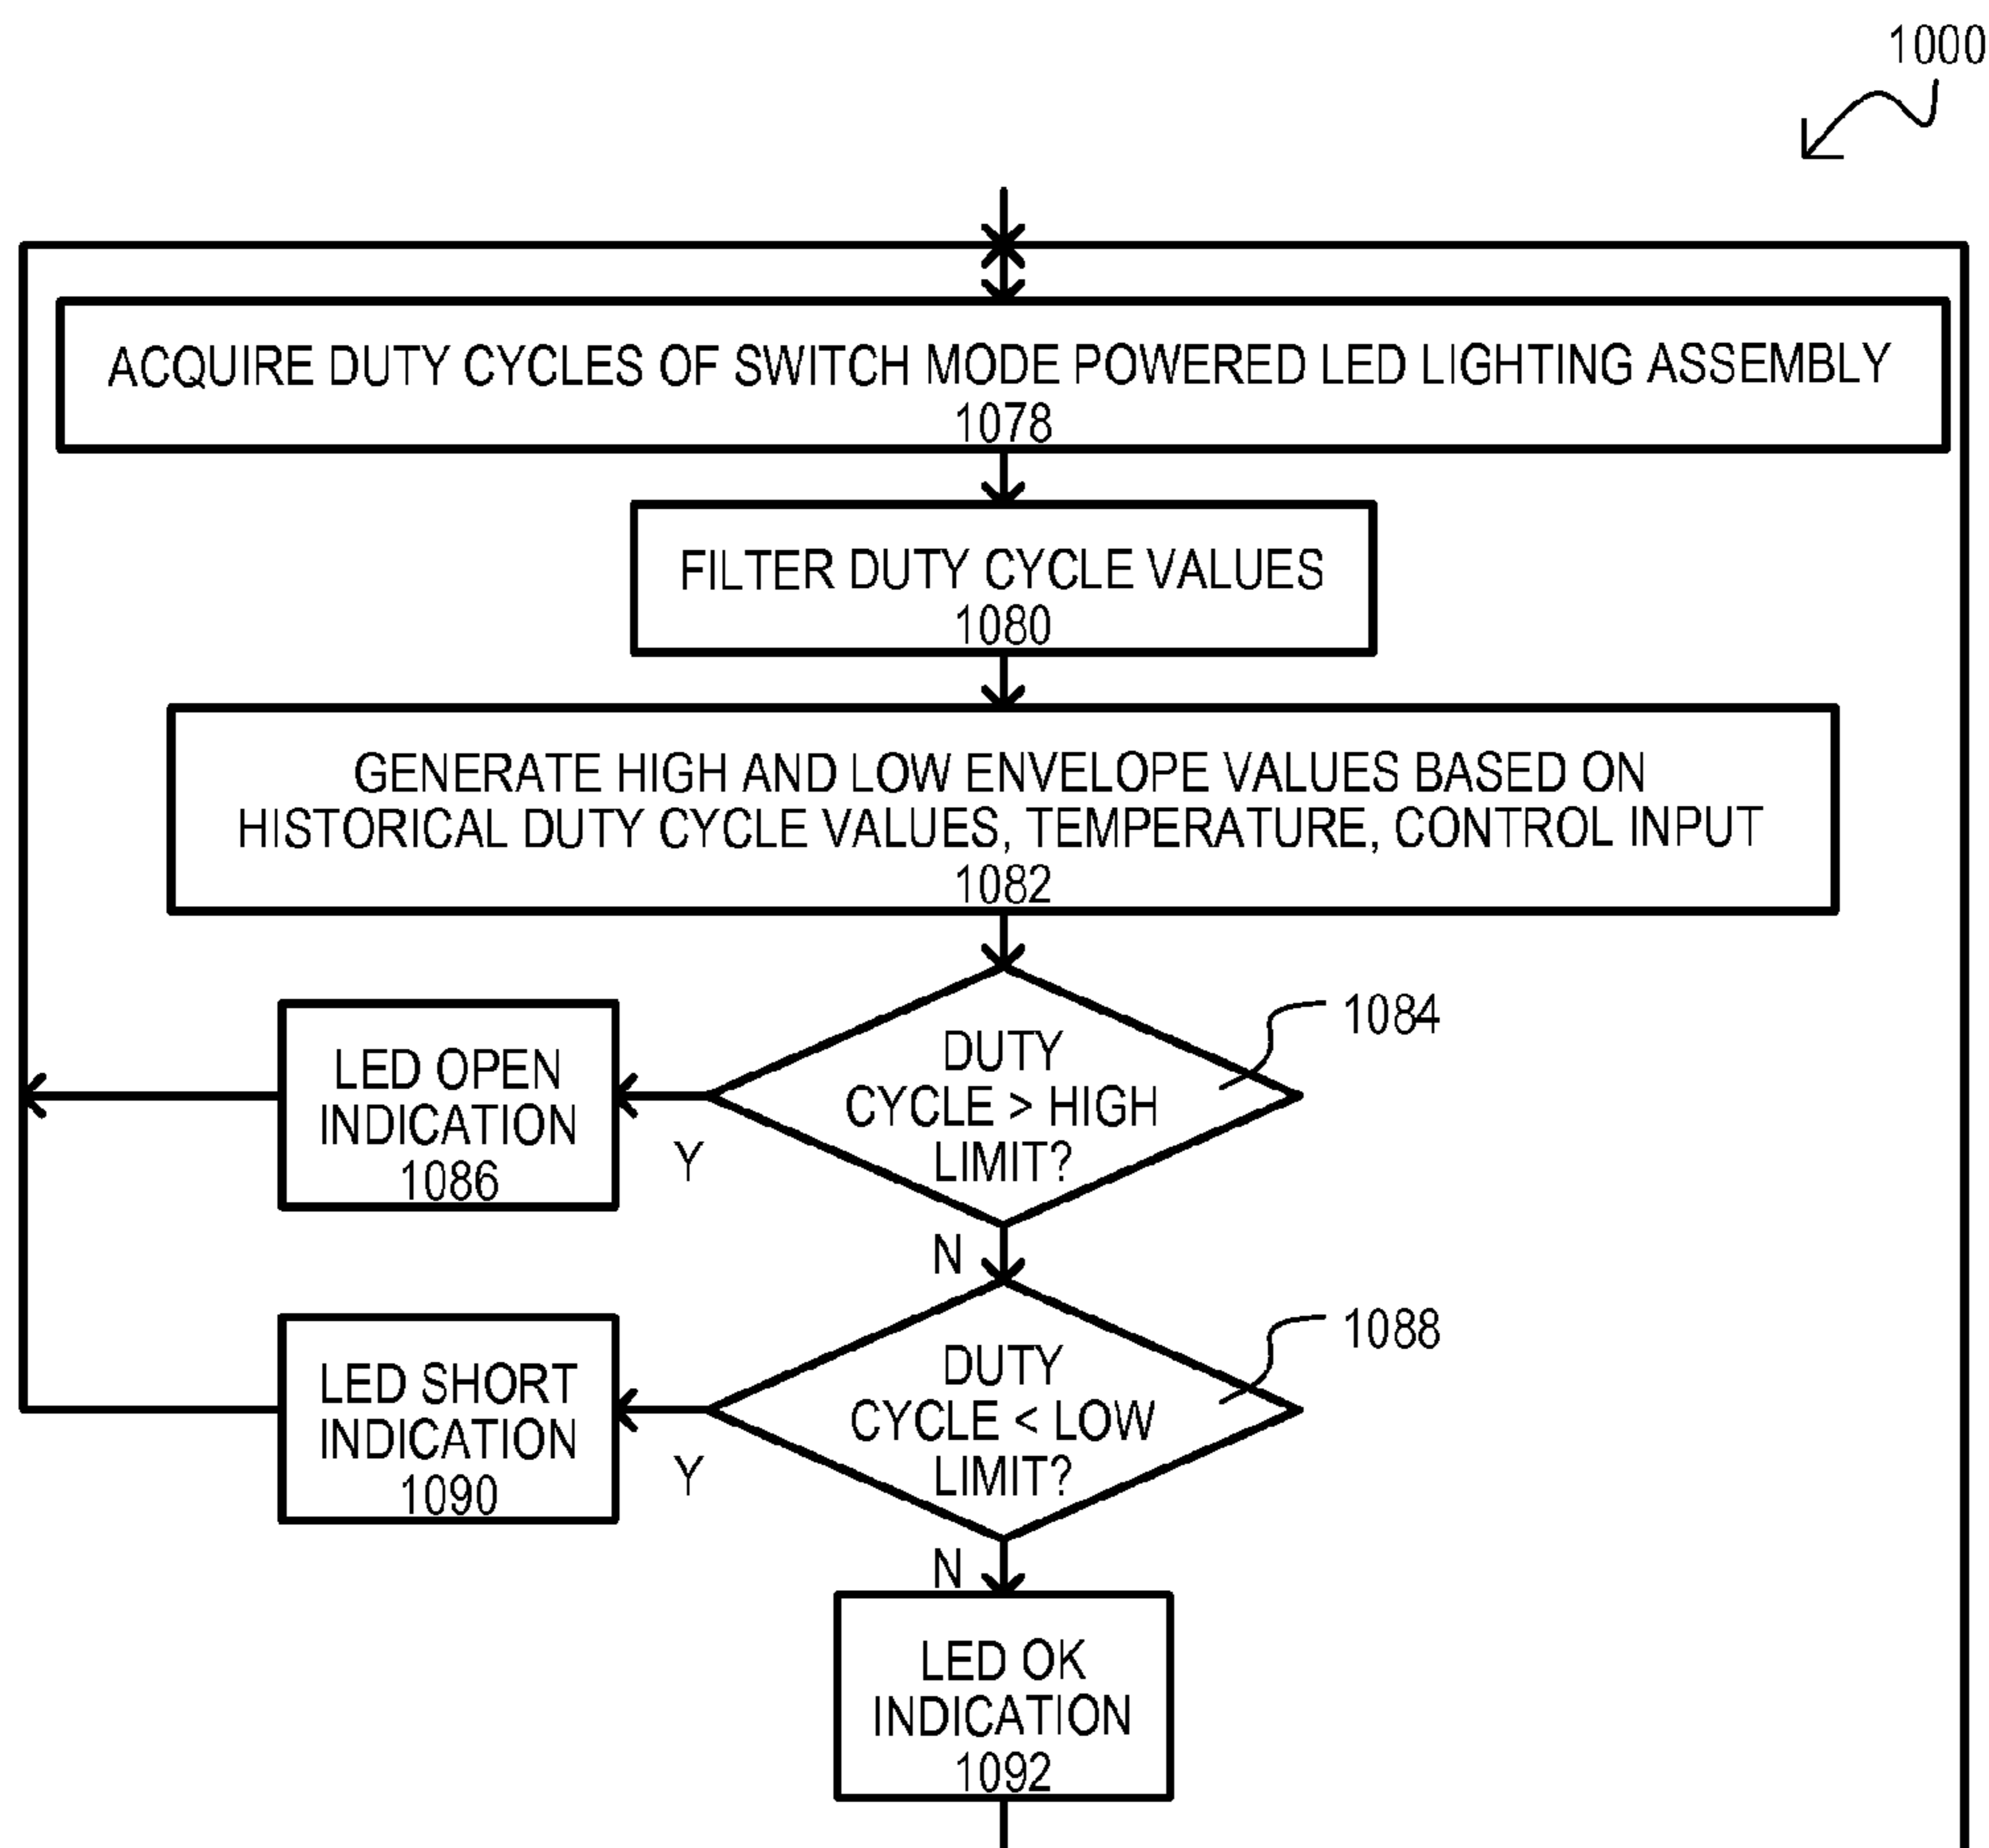 1000
ACQUIRE DUTY CYCLES OF SWITCH MODE POWERED LED LIGHTING ASSEMBLY
1078
FILTER DUTY CYCLE VALUES
1080
GENERATE HIGH AND LOW ENVELOPE VALUES BASED ON
HISTORICAL DUTY CYCLE VALUES, TEMPERATURE, CONTROL INPUT
1082
DUTY
CYCLE > HIGH
LIMIT?
1084
LED OPEN
INDICATION
1086
Y
N
DUTY
CYCLE < LOW
LIMIT?
1088
LED SHORT
INDICATION
1090
Y
N
LED OK
INDICATION
1092